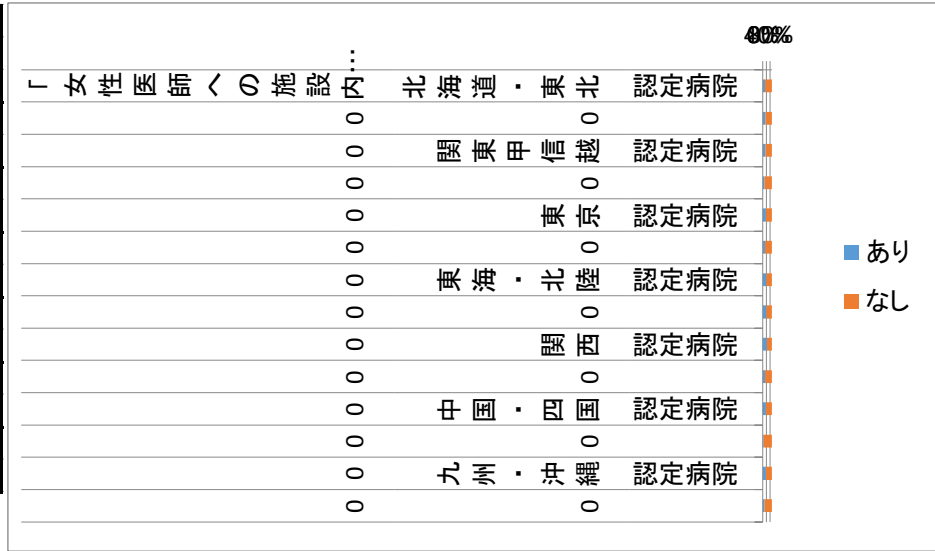 「女性医師への施設内… 北海道・東北 認定病院
0 0
0 関東甲信越 認定病院
0 0
0 東京 認定病院
0 0
0 東海・北陸 認定病院
0 0
0 関西 認定病院
0 0
0 中国・四国 認定病院
0 0
0 九州・沖縄 認定病院
0 0
あり
なし